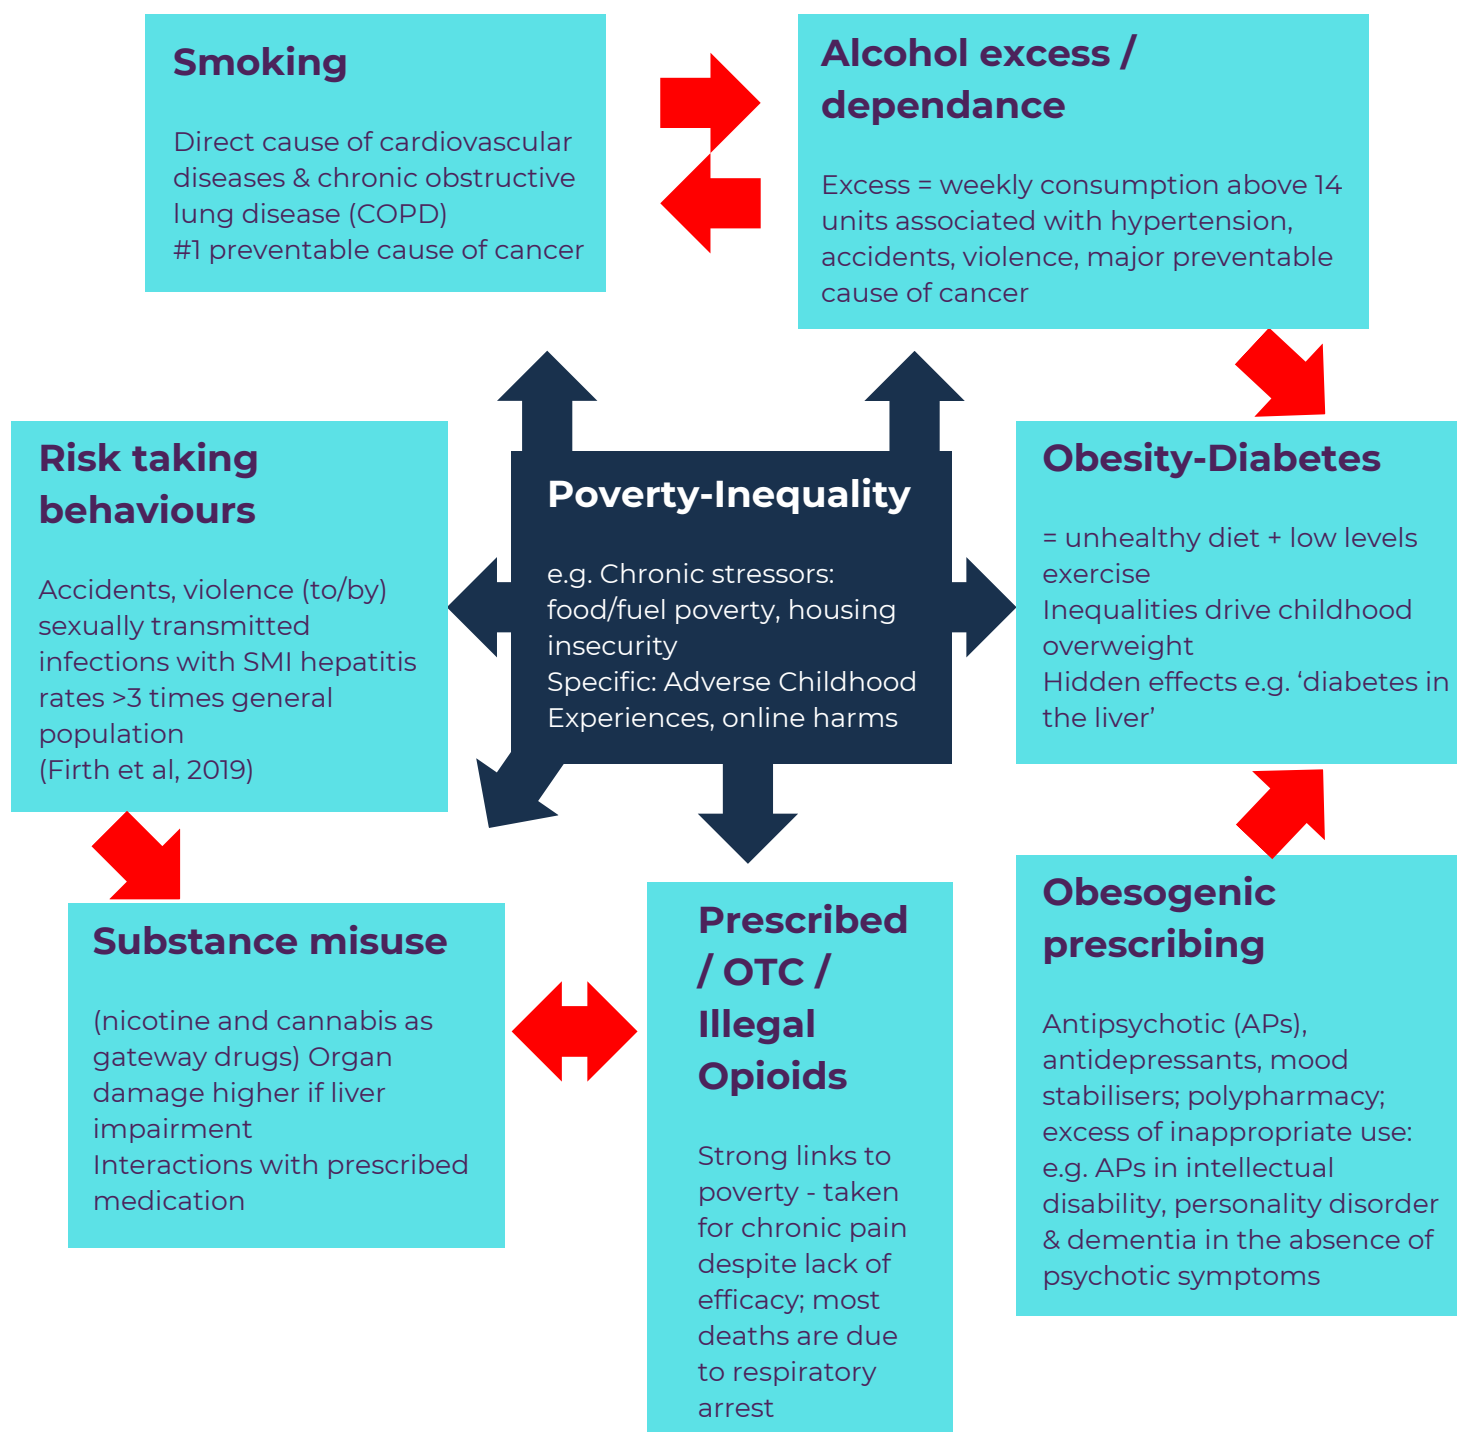 Smoking
Direct cause of cardiovascular
diseases & chronic obstructive
lung disease (COPD)
#1 preventable cause of cancer
Alcohol excess /
dependance
Excess = weekly consumption above 14
units associated with hypertension,
accidents, violence, major preventable
cause of cancer
Risk taking
behaviours
Accidents, violence (to/by)
sexually transmitted
infections with SMI hepatitis
rates >3 times general
population
(Firth et al, 2019)
Poverty-Inequality
e.g. Chronic stressors:
food/fuel poverty, housing
insecurity
Specific: Adverse Childhood
Experiences, online harms
Obesity-Diabetes
= unhealthy diet + low levels
exercise
Inequalities drive childhood
overweight
Hidden effects e.g. ‘diabetes in
the liver’
Substance misuse
(nicotine and cannabis as
gateway drugs) Organ
damage higher if liver
impairment
Interactions with prescribed
medication
Prescribed
/ OTC /
Illegal
Opioids
Strong links to
poverty - taken
for chronic pain
despite lack of
efficacy; most
deaths are due
to respiratory
arrest
Obesogenic
prescribing
Antipsychotic (APs),
antidepressants, mood
stabilisers; polypharmacy;
excess of inappropriate use:
e.g. APs in intellectual
disability, personality disorder
& dementia in the absence of
psychotic symptoms